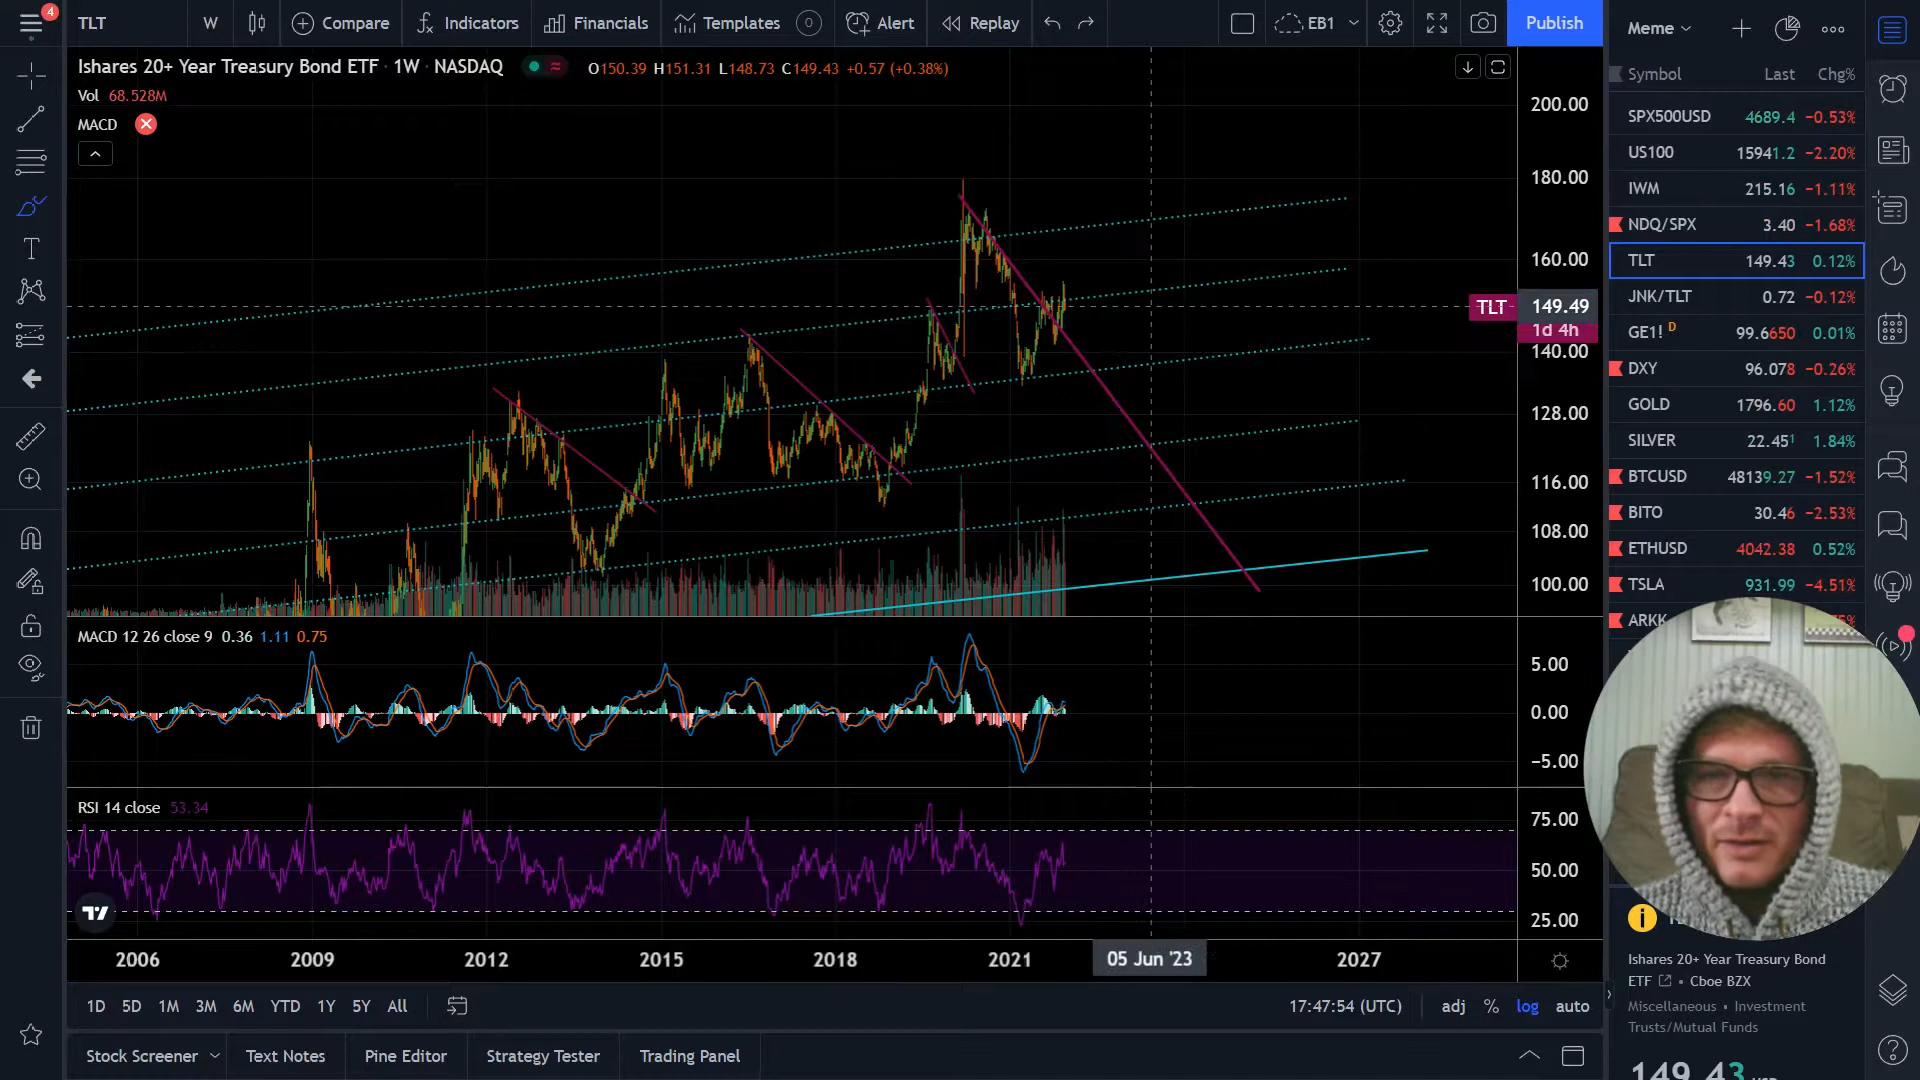 4
TLT
W
Compare
Indicators
Financials
Templates
0
Alert
Replay
EB1
Publish
Meme
Ishares 20+ Year Treasury Bond ETF · 1W · NASDAQ
O150.39 H151.31 L148.73 C149.43 +0.57 (+0.38%)
Vol 68.528M
MACD
200.00
180.00
160.00
TLT 149.49
1d 4h
140.00
128.00
116.00
108.00
100.00
MACD 12 26 close 9 0.36 1.11 0.75
5.00
0.00
−5.00
RSI 14 close 53.34
75.00
50.00
25.00
2006 2009 2012 2015 2018 2021 05 Jun '23 2027
1D 5D 1M 3M 6M YTD 1Y 5Y All
17:47:54 (UTC) adj % log auto
Stock Screener Text Notes Pine Editor Strategy Tester Trading Panel
Symbol Last Chg%
SPX500USD 4689.4 −0.53%
US100 15941.2 −2.20%
IWM 215.16 −1.11%
NDQ/SPX 3.40 −1.68%
TLT 149.43 0.12%
JNK/TLT 0.72 −0.12%
GE1! D 99.6650 0.01%
DXY 96.078 −0.26%
GOLD 1796.60 1.12%
SILVER 22.451 1.84%
BTCUSD 48139.27 −1.52%
BITO 30.46 −2.53%
ETHUSD 4042.38 0.52%
TSLA 931.99 −4.51%
ARKK
Ishares 20+ Year Treasury Bond
ETF • Cboe BZX
Miscellaneous • Investment
Trusts/Mutual Funds
149.43